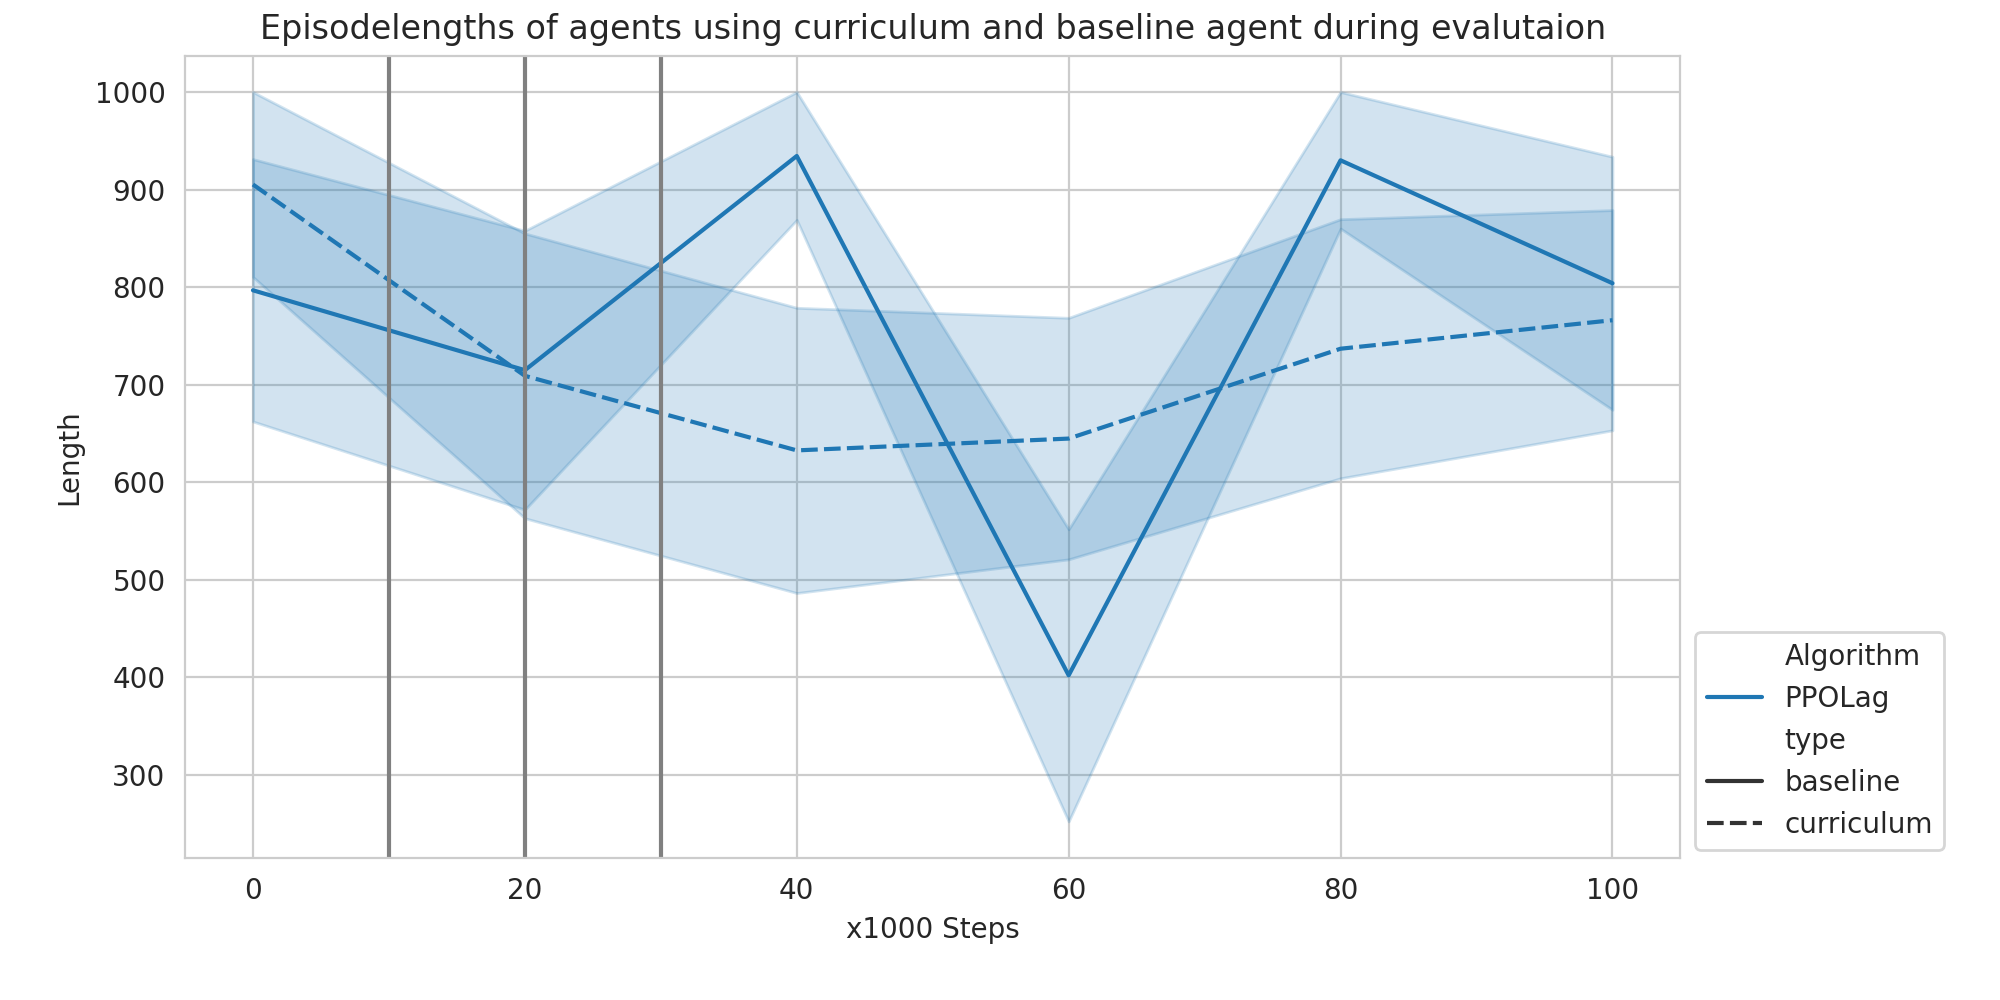 Episodelengths of agents using curriculum and baseline agent during evalutaion
1000
900
800
700
600
500
400
300
Length
0 20 40 60 80 100
x1000 Steps
Algorithm
PPOLag
type
baseline
curriculum